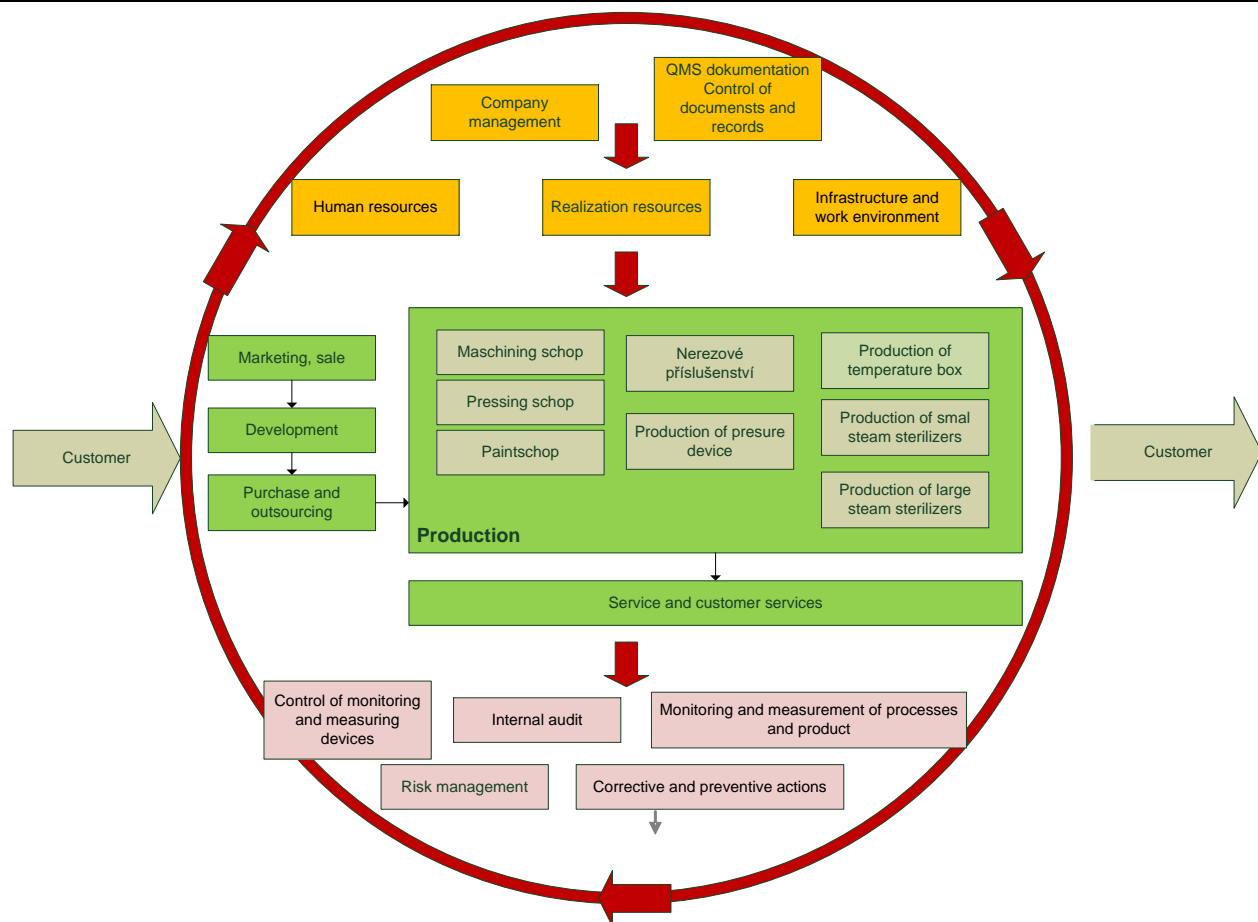 QMS dokumentation
Control of
documensts and
records
Company
management
Human resources
Realization resources
Infrastructure and
work environment
Marketing, sale
Development
Purchase and
outsourcing
Customer
Maschining schop
Pressing schop
Paintschop
Nerezové
příslušenství
Production of presure
device
Production of
temperature box
Production of smal
steam sterilizers
Production of large
steam sterilizers
Production
Customer
Service and customer services
Control of monitoring
and measuring
devices
Internal audit
Monitoring and measurement of processes
and product
Risk management
Corrective and preventive actions